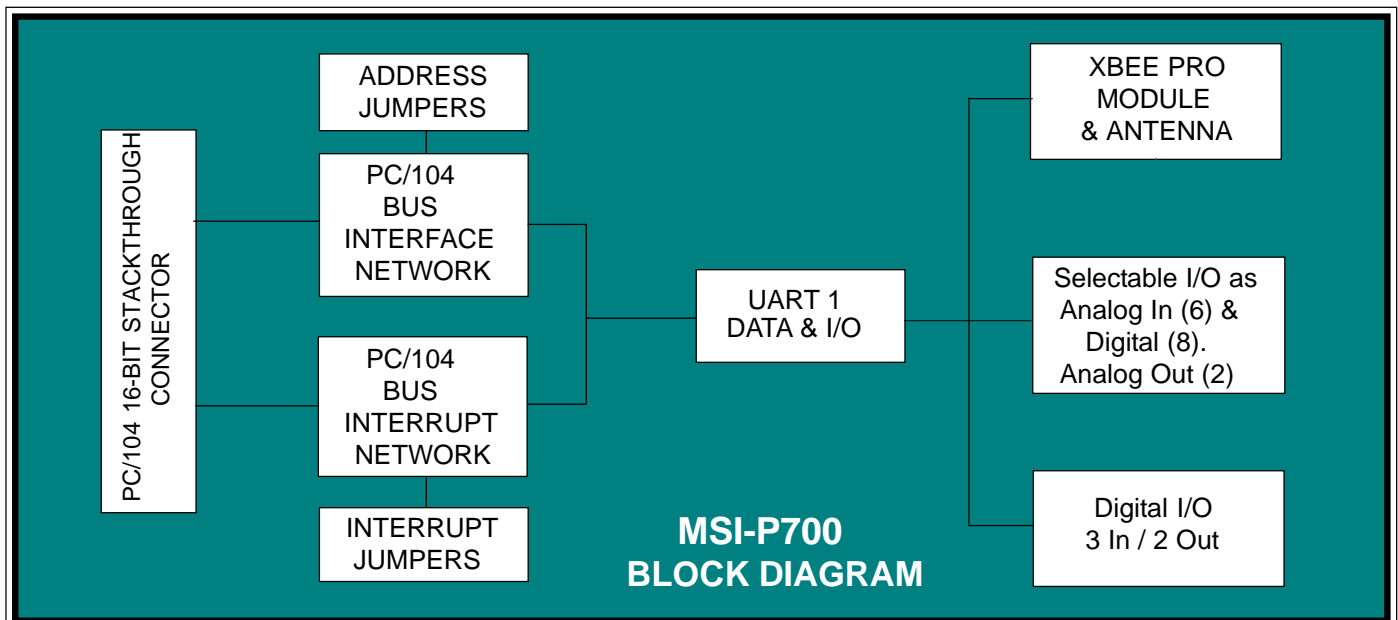 PC/104 16-BIT STACKTHROUGH
CONNECTOR
ADDRESS
JUMPERS
PC/104
BUS
INTERFACE
NETWORK
PC/104
BUS
INTERRUPT
NETWORK
INTERRUPT
JUMPERS
UART 1
DATA & I/O
XBEE PRO
MODULE
& ANTENNA
Selectable I/O as
Analog In (6) &
Digital (8).
Analog Out (2)
Digital I/O
3 In / 2 Out
MSI-P700
BLOCK DIAGRAM